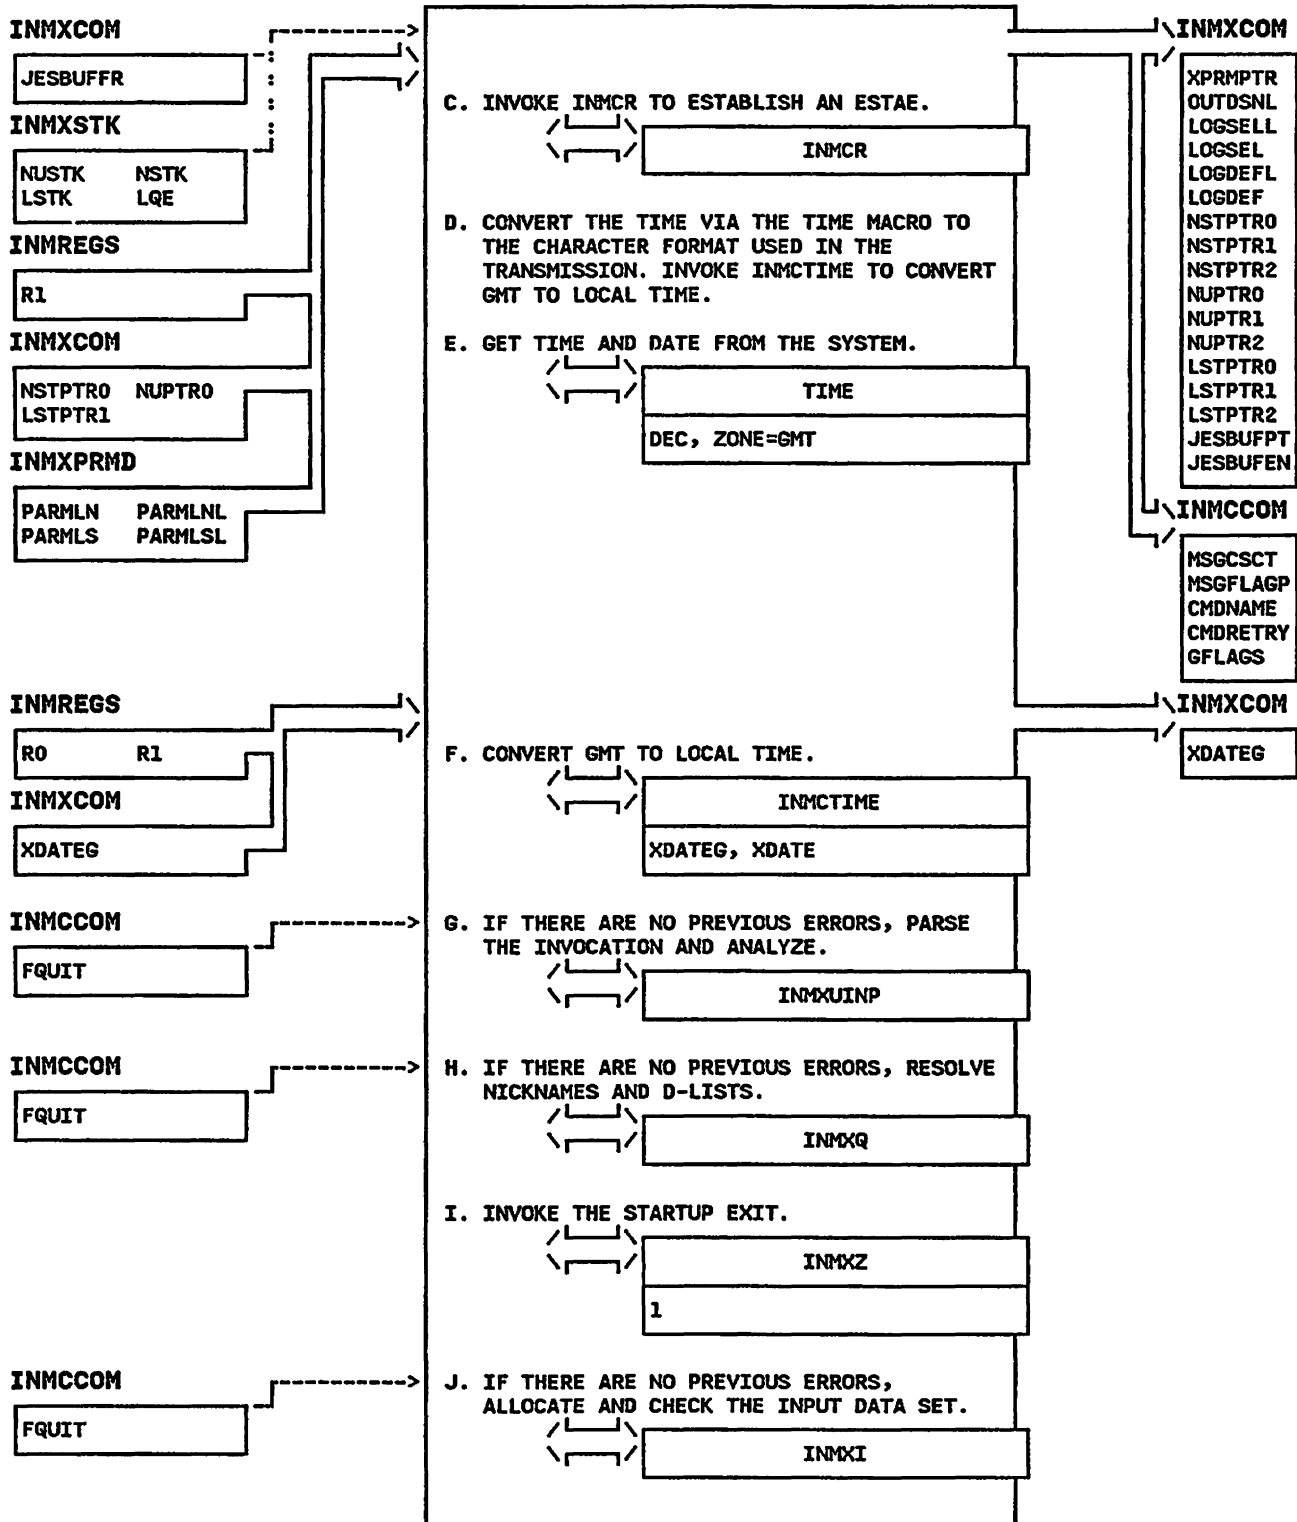 INMXCOM
JESBUFFR
INMXSTK
NUSTK NSTK
LSTK LQE
INMREGS
R1
INMXCOM
NSTPTR0 NUPTR0
LSTPTR1
INMXPRMD
PARMLN PARMLNL
PARMLS PARMLSL
C. INVOKE INMCR TO ESTABLISH AN ESTAE.
INMCR
D. CONVERT THE TIME VIA THE TIME MACRO TO
THE CHARACTER FORMAT USED IN THE
TRANSMISSION. INVOKE INMCTIME TO CONVERT
GMT TO LOCAL TIME.
E. GET TIME AND DATE FROM THE SYSTEM.
TIME
DEC, ZONE=GMT
INMXCOM
XPRMPTR
OUTDSNL
LOGSELL
LOGSEL
LOGDEFL
LOGDEF
NSTPTR0
NSTPTR1
NSTPTR2
NUPTR0
NUPTR1
NUPTR2
LSTPTR0
LSTPTR1
LSTPTR2
JESBUFPT
JESBUFEN
INMCCOM
MSGCSCT
MSGFLAGP
CMDNAME
CMDRETRY
GFLAGS
INMREGS
R0 R1
INMXCOM
XDATEG
F. CONVERT GMT TO LOCAL TIME.
INMCTIME
XDATEG, XDATE
INMXCOM
XDATEG
INMCCOM
FQUIT
G. IF THERE ARE NO PREVIOUS ERRORS, PARSE
THE INVOCATION AND ANALYZE.
INMXUINP
INMCCOM
FQUIT
H. IF THERE ARE NO PREVIOUS ERRORS, RESOLVE
NICKNAMES AND D-LISTS.
INMXQ
I. INVOKE THE STARTUP EXIT.
INMXZ
1
INMCCOM
FQUIT
J. IF THERE ARE NO PREVIOUS ERRORS,
ALLOCATE AND CHECK THE INPUT DATA SET.
INMXI